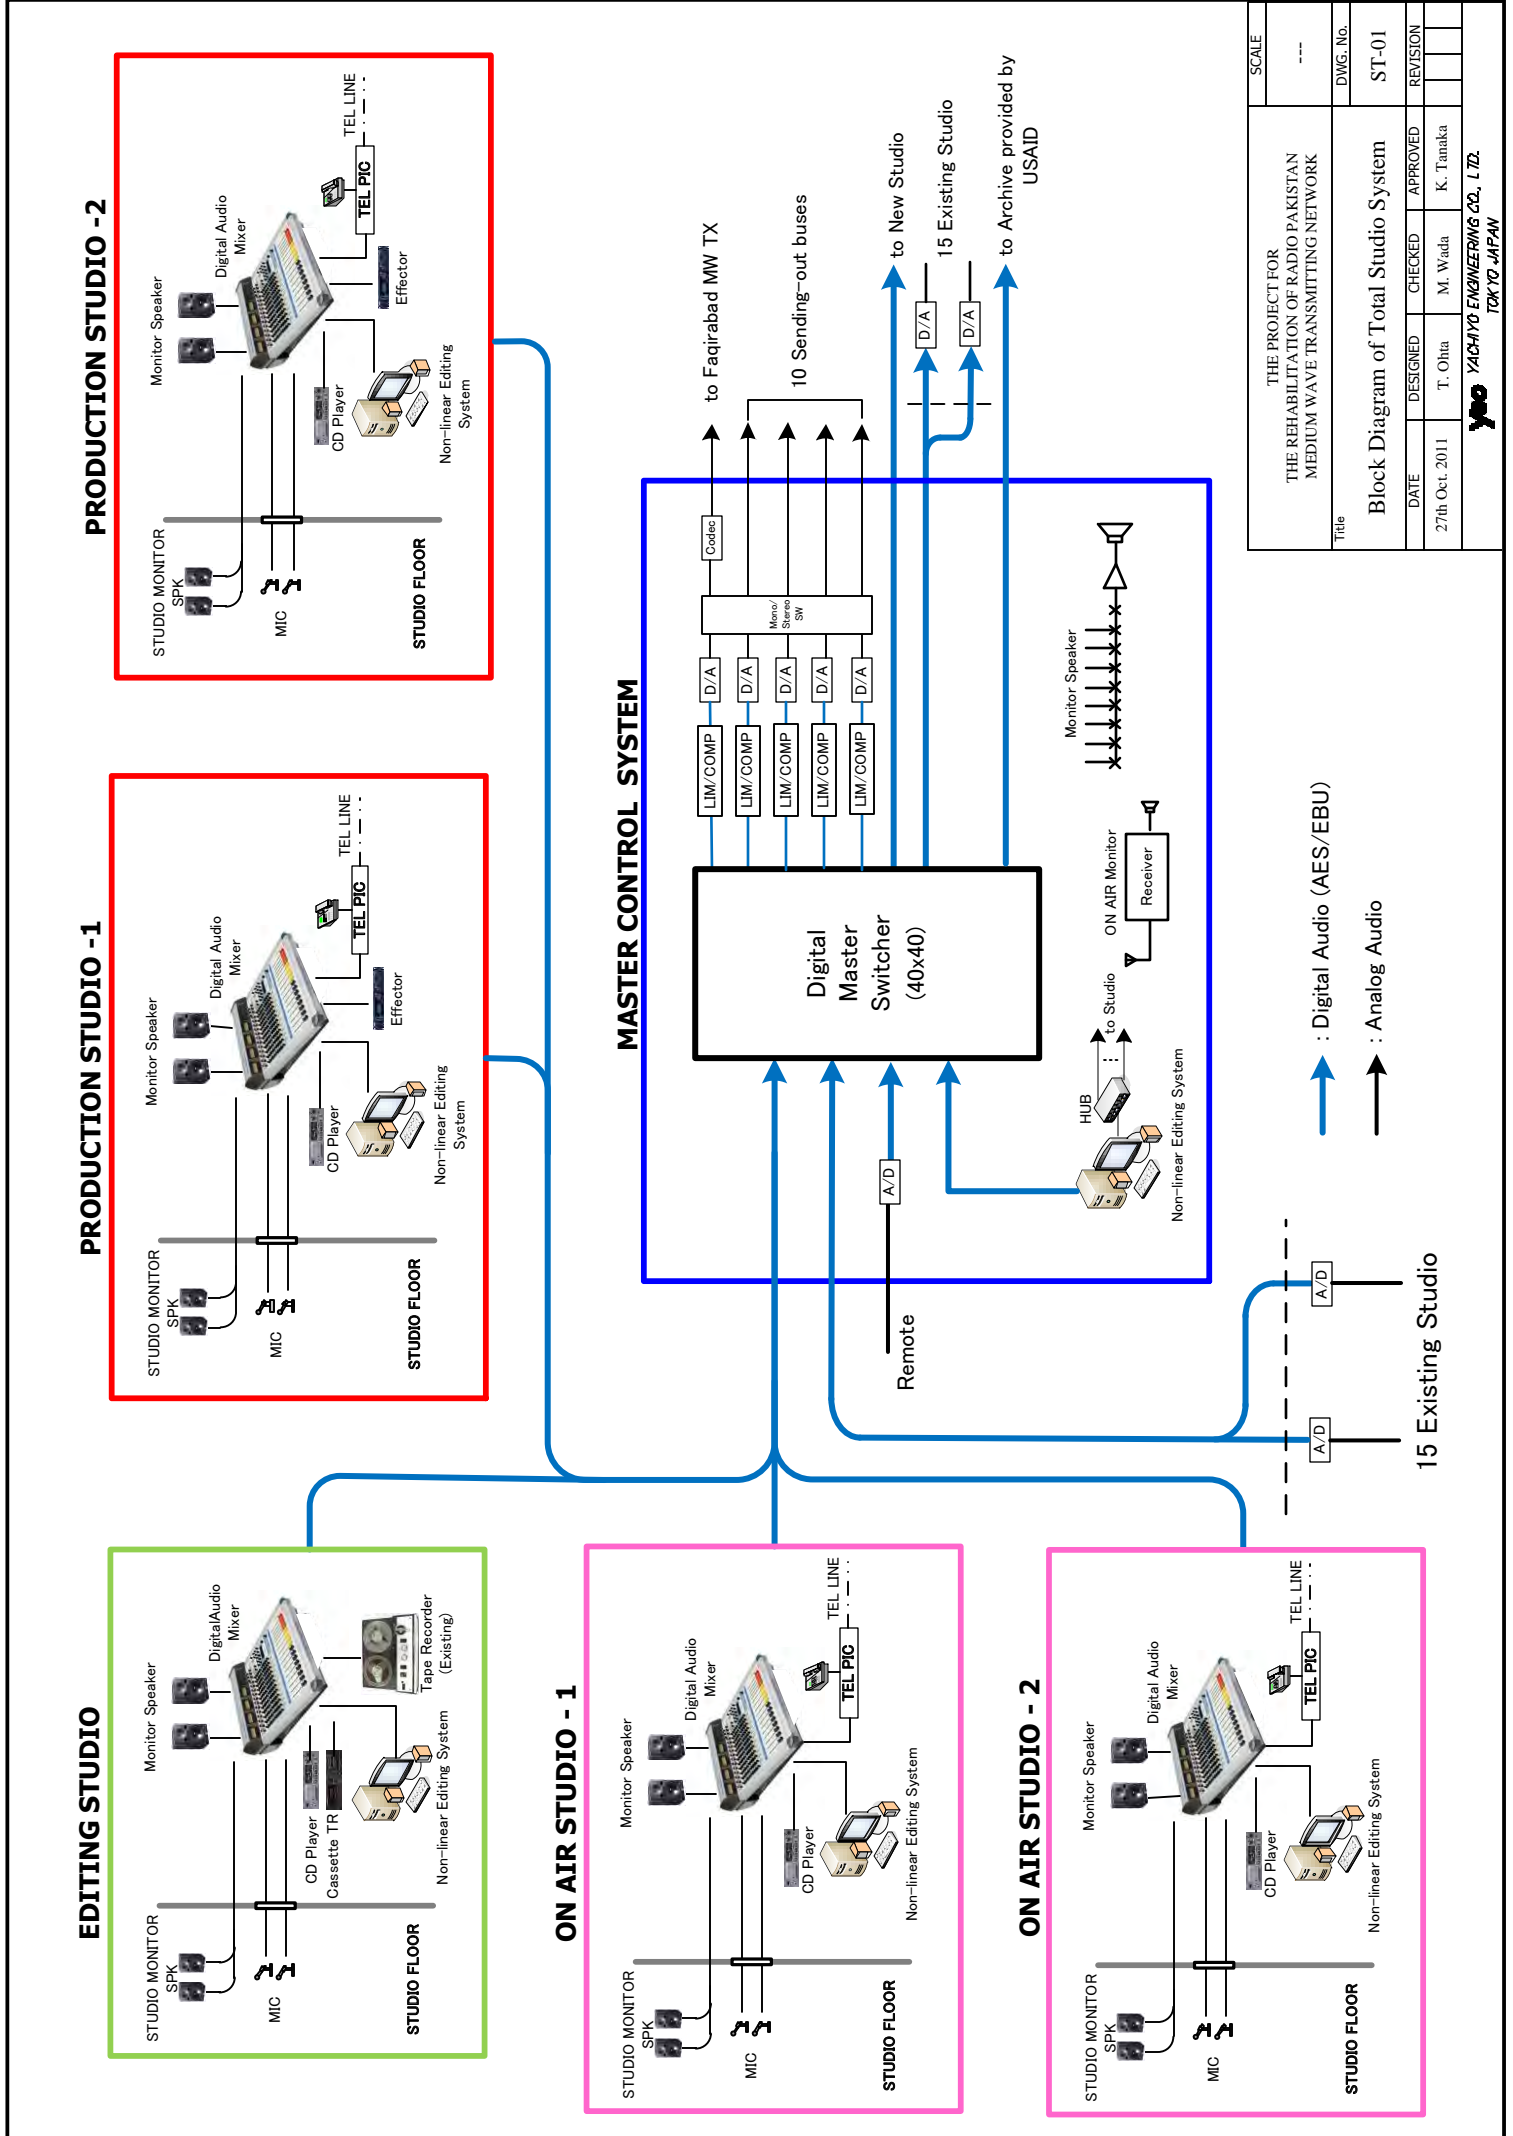 EDITING STUDIO
STUDIO MONITOR
SPK
MIC
STUDIO FLOOR
Monitor Speaker
DigitalAudio
Mixer
CD Player
Cassette TR
Tape Recorder
(Existing)
Non-linear Editing System
PRODUCTION STUDIO -1
STUDIO MONITOR
SPK
MIC
STUDIO FLOOR
Monitor Speaker
Digital Audio
Mixer
TEL LINE
TEL PIC
Effector
CD Player
Non-linear Editing
System
PRODUCTION STUDIO -2
STUDIO MONITOR
SPK
MIC
STUDIO FLOOR
Monitor Speaker
Digital Audio
Mixer
TEL LINE
TEL PIC
Effector
CD Player
Non-linear Editing
System
ON AIR STUDIO - 1
STUDIO MONITOR
SPK
MIC
STUDIO FLOOR
Monitor Speaker
Digital Audio
Mixer
TEL LINE
TEL PIC
CD Player
Non-linear Editing System
ON AIR STUDIO - 2
STUDIO MONITOR
SPK
MIC
STUDIO FLOOR
Monitor Speaker
Digital Audio
Mixer
TEL LINE
TEL PIC
CD Player
Non-linear Editing System
MASTER CONTROL SYSTEM
Digital
Master
Switcher
(40x40)
LIM/COMP
LIM/COMP
LIM/COMP
LIM/COMP
LIM/COMP
D/A
D/A
D/A
D/A
D/A
Mono/
Stereo
SW
Codec
to Faqirabad MW TX
10 Sending-out buses
to New Studio
D/A
15 Existing Studio
D/A
to Archive provided by
USAID
Remote
A/D
HUB
to Studio
Non-linear Editing System
ON AIR Monitor
Receiver
Monitor Speaker
A/D
A/D
15 Existing Studio
: Digital Audio (AES/EBU)
: Analog Audio
THE PROJECT FOR
THE REHABILITATION OF RADIO PAKISTAN
MEDIUM WAVE TRANSMITTING NETWORK
SCALE
---
Title
Block Diagram of Total Studio System
DWG. No.
ST-01
DATE
DESIGNED
CHECKED
APPROVED
REVISION
27th Oct. 2011
T. Ohta
M. Wada
K. Tanaka
yeo YACHIYO ENGINEERING CO., LTD.
TOKYO JAPAN